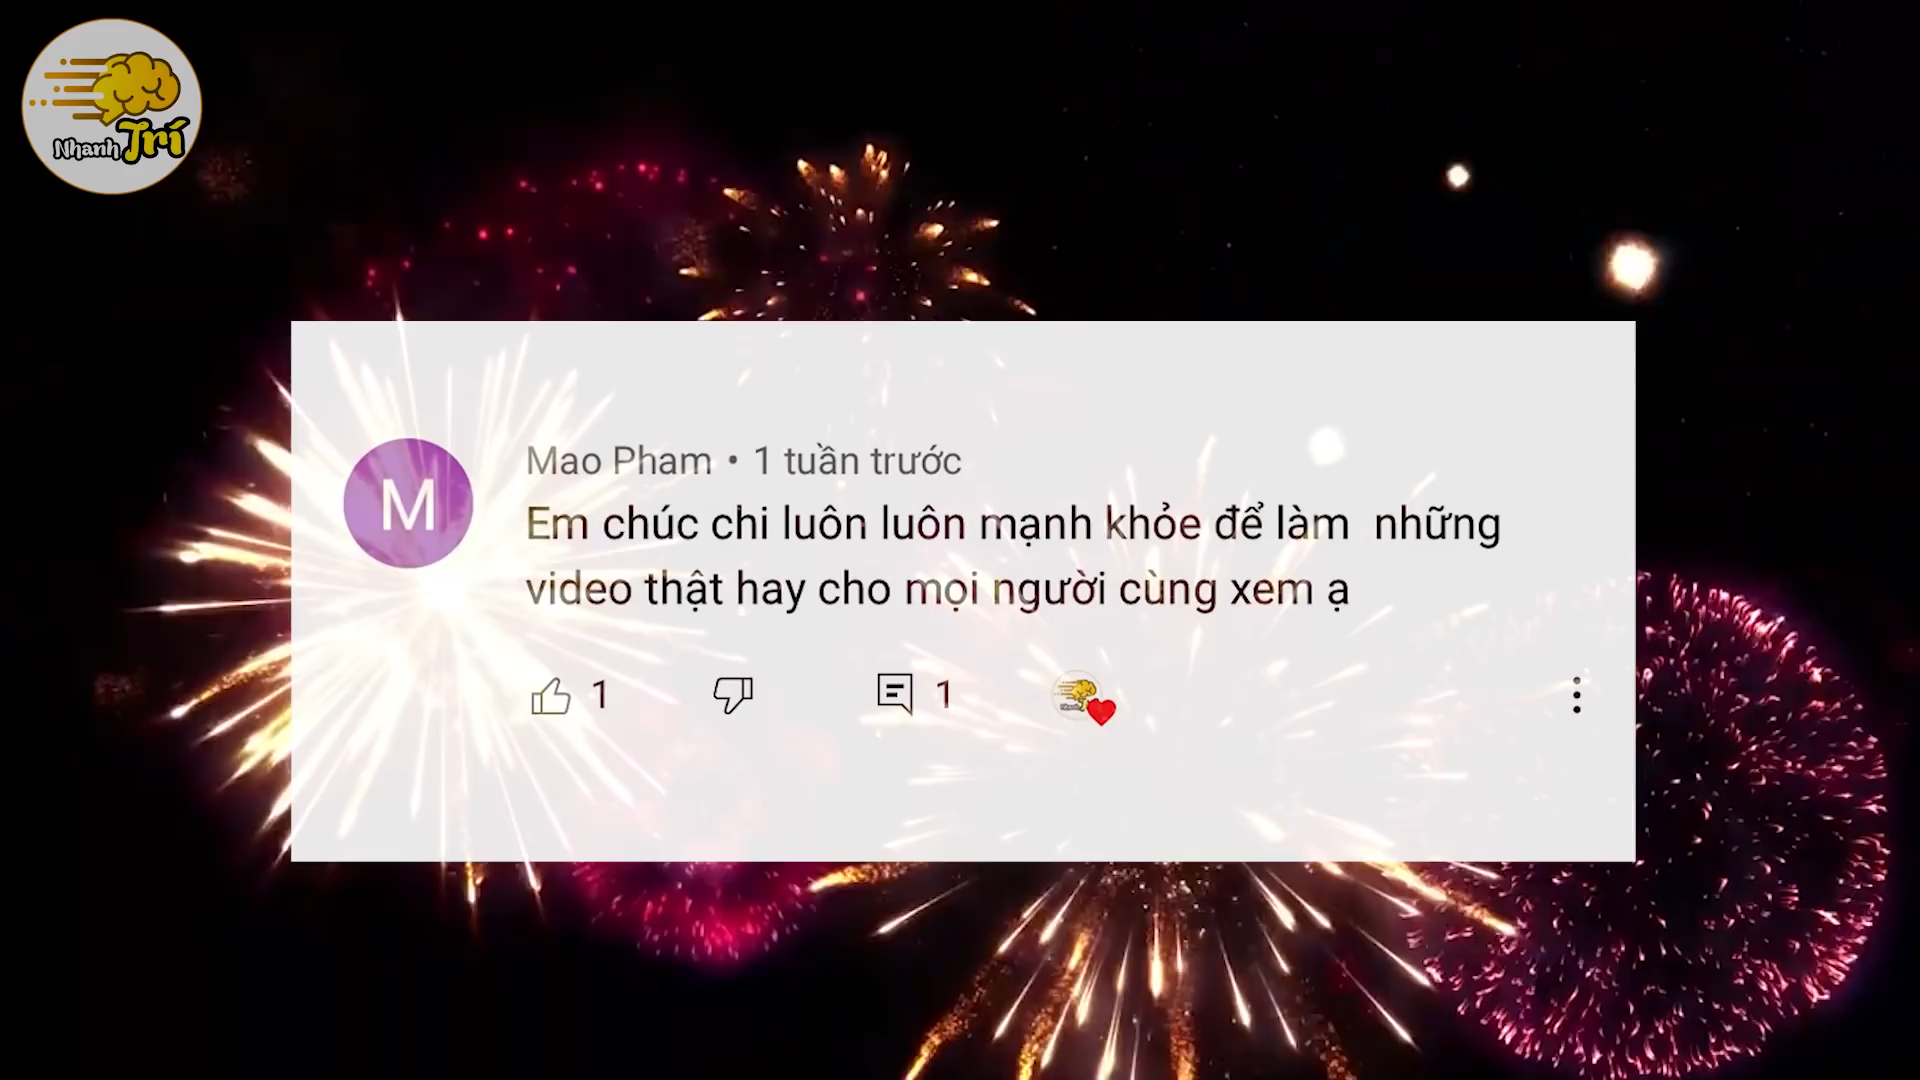 Nhanh Trí
Mao Pham • 1 tuần trước
M
Em chúc chi luôn luôn mạnh khỏe để làm  những
video thật hay cho mọi người cùng xem ạ
1
1